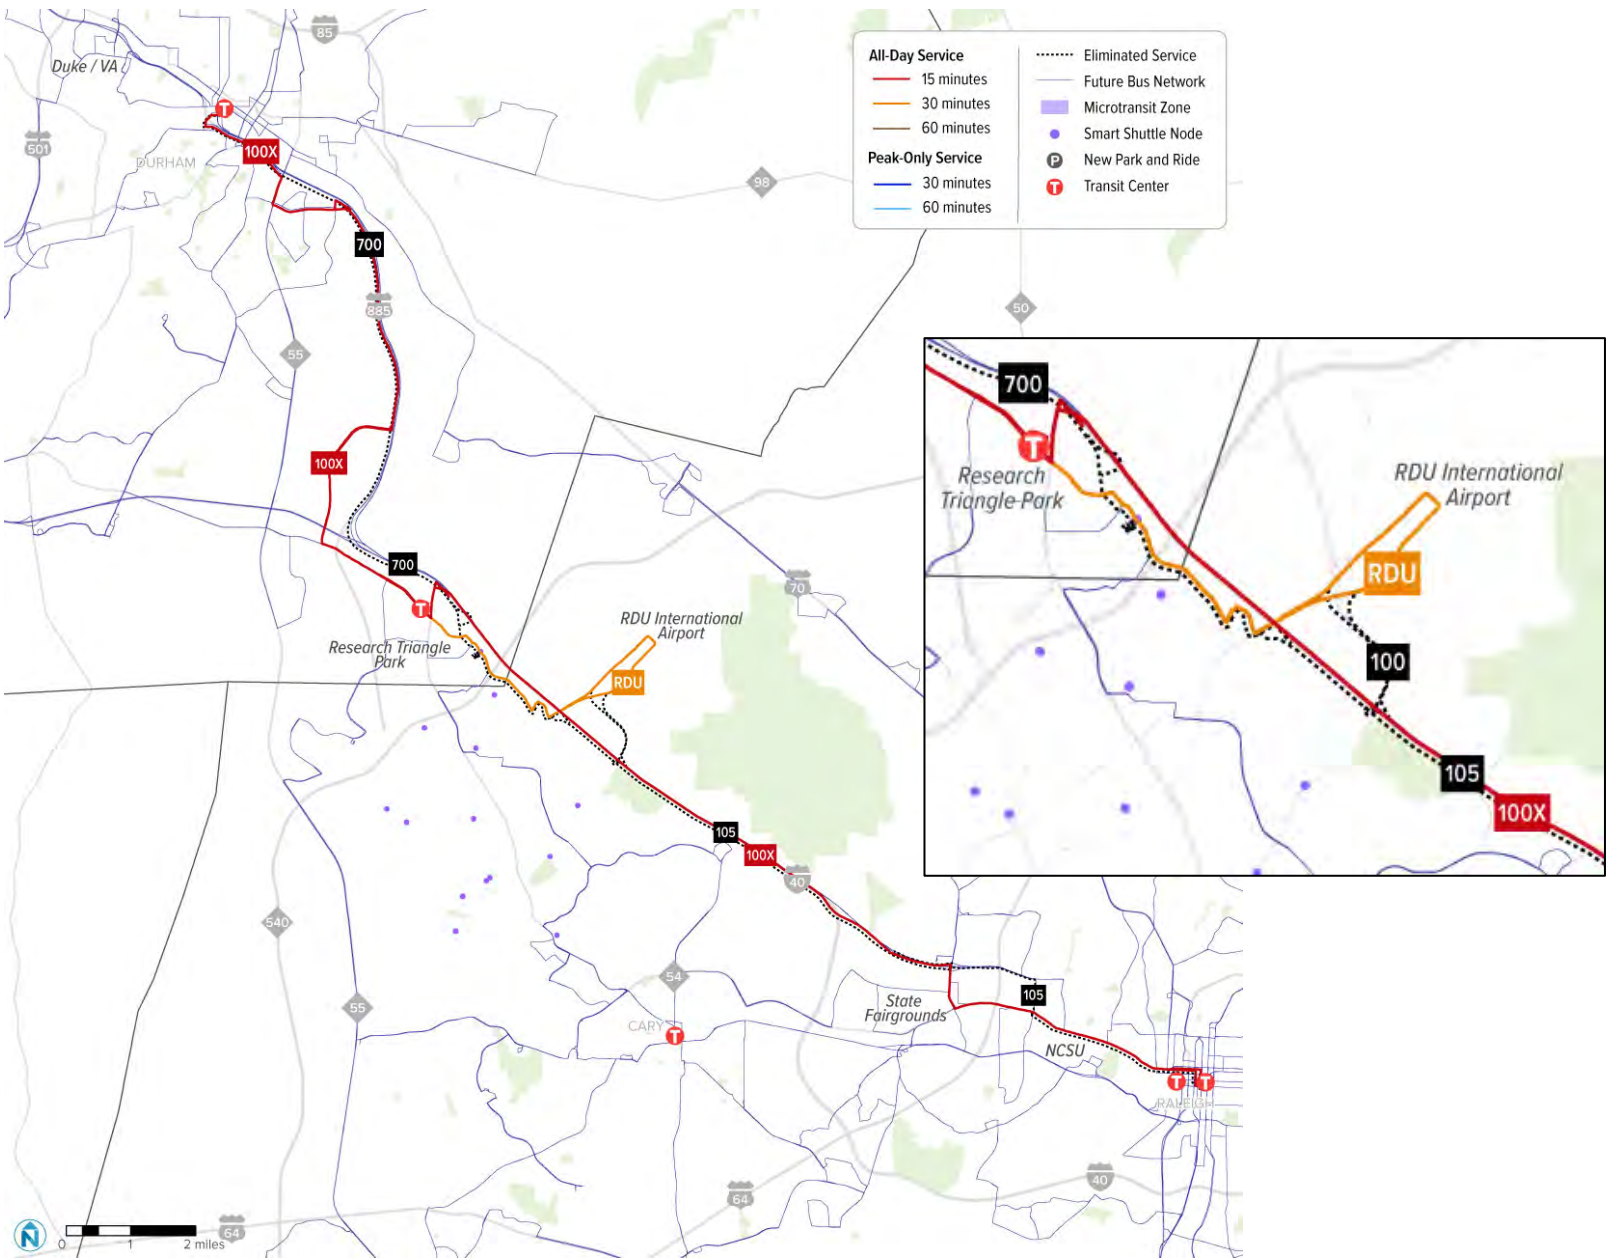 85
Duke / VA
501
100X
DURHAM
98
700
885
55
50
All-Day Service
15 minutes
30 minutes
60 minutes
Peak-Only Service
30 minutes
60 minutes
Eliminated Service
Future Bus Network
Microtransit Zone
Smart Shuttle Node
P New Park and Ride
T Transit Center
T
100X
700
T
70
Research Triangle
Park
RDU International
Airport
RDU
700
T
Research
Triangle Park
RDU International
Airport
RDU
100
105
100X
105
100X
40
540
54
55
State
Fairgrounds
105
CARY
T
NCSU
T
T
RALEIGH
64
40
64
N
0
1
2 miles